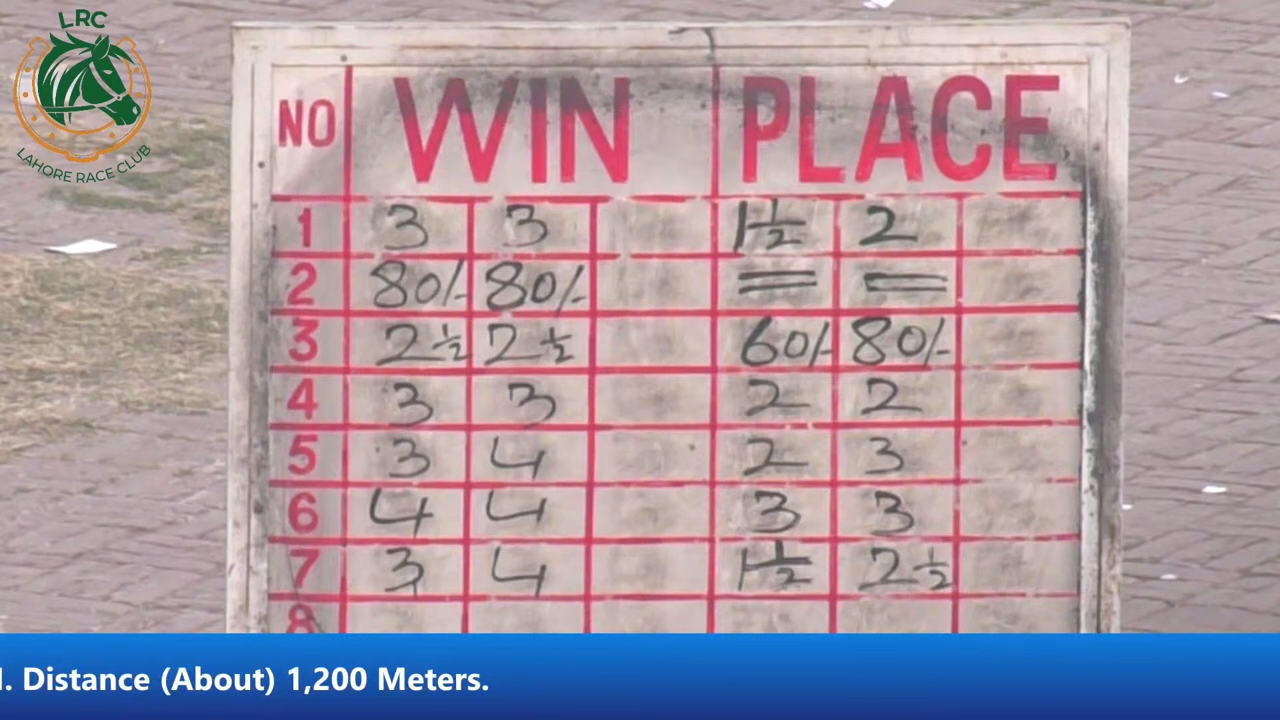 LRC
LAHORE RACE CLUB
NO WIN PLACE
1 3 3 1½ 2
2 80/- 80/- = =
3 2½ 2½ 60/- 80/-
4 3 3 2 2
5 3 4 2 3
6 4 4 3 3
7 3 4 1½ 2½
8
. Distance (About) 1,200 Meters.